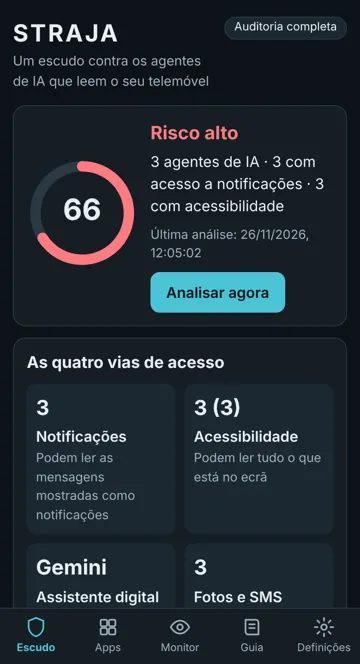 STRAJA
Auditoria completa
Um escudo contra os agentes
de IA que leem o seu telemóvel
66
Risco alto
3 agentes de IA · 3 com
acesso a notificações · 3
com acessibilidade
Última análise: 26/11/2026,
12:05:02
Analisar agora
As quatro vias de acesso
3
Notificações
Podem ler as
mensagens
mostradas como
notificações
3 (3)
Acessibilidade
Podem ler tudo o que
está no ecrã
Gemini
Assistente digital
3
Fotos e SMS
Escudo
Apps
Monitor
Guia
Definições